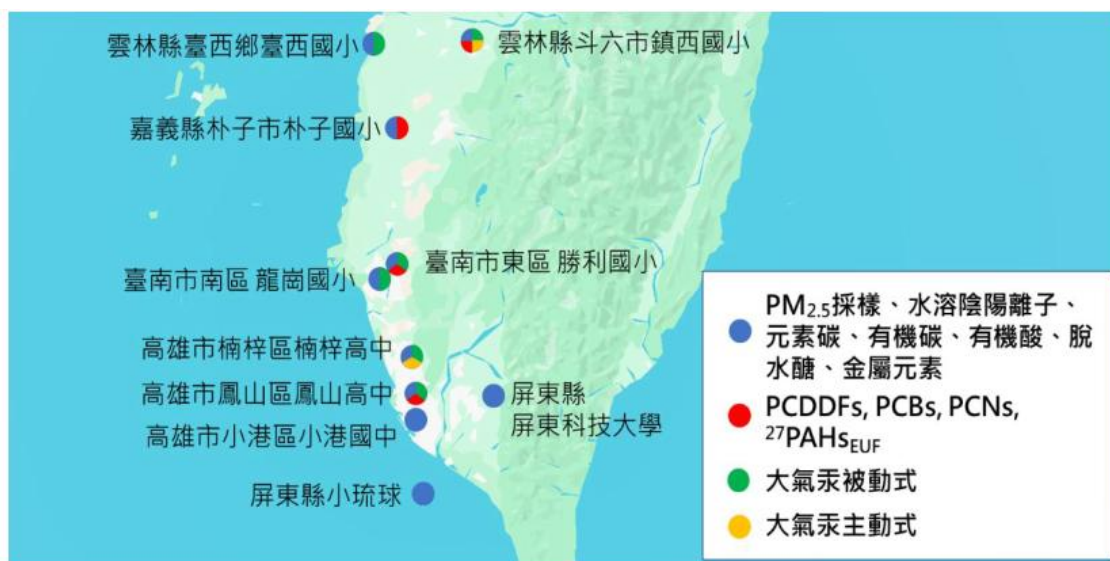 雲林縣臺西鄉臺西國小
雲林縣斗六市鎮西國小
嘉義縣朴子市朴子國小
臺南市東區 勝利國小
臺南市南區 龍崗國小
高雄市楠梓區楠梓高中
高雄市鳳山區鳳山高中
高雄市小港區小港國中
屏東縣
屏東科技大學
屏東縣小琉球
PM2.5採樣、水溶陰陽離子、
元素碳、有機碳、有機酸、脫
水醣、金屬元素
PCDDFs, PCBs, PCNs,
27PAHsEUF
大氣汞被動式
大氣汞主動式